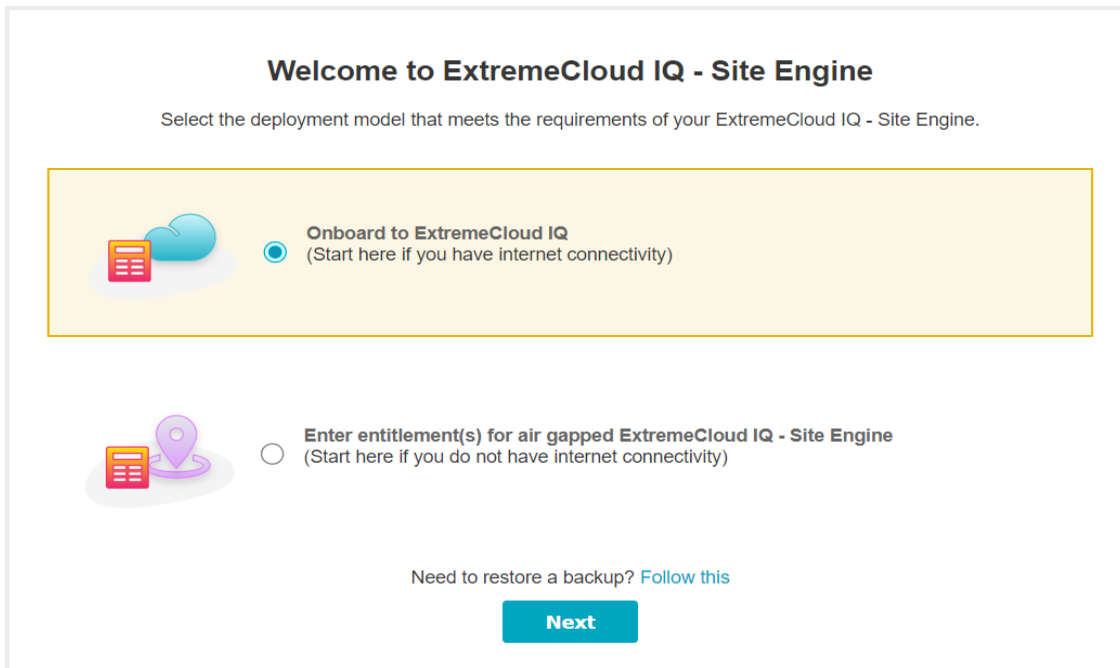 Welcome to ExtremeCloud IQ - Site Engine
Select the deployment model that meets the requirements of your ExtremeCloud IQ - Site Engine.
Onboard to ExtremeCloud IQ
(Start here if you have internet connectivity)
Enter entitlement(s) for air gapped ExtremeCloud IQ - Site Engine
(Start here if you do not have internet connectivity)
Need to restore a backup? Follow this
Next